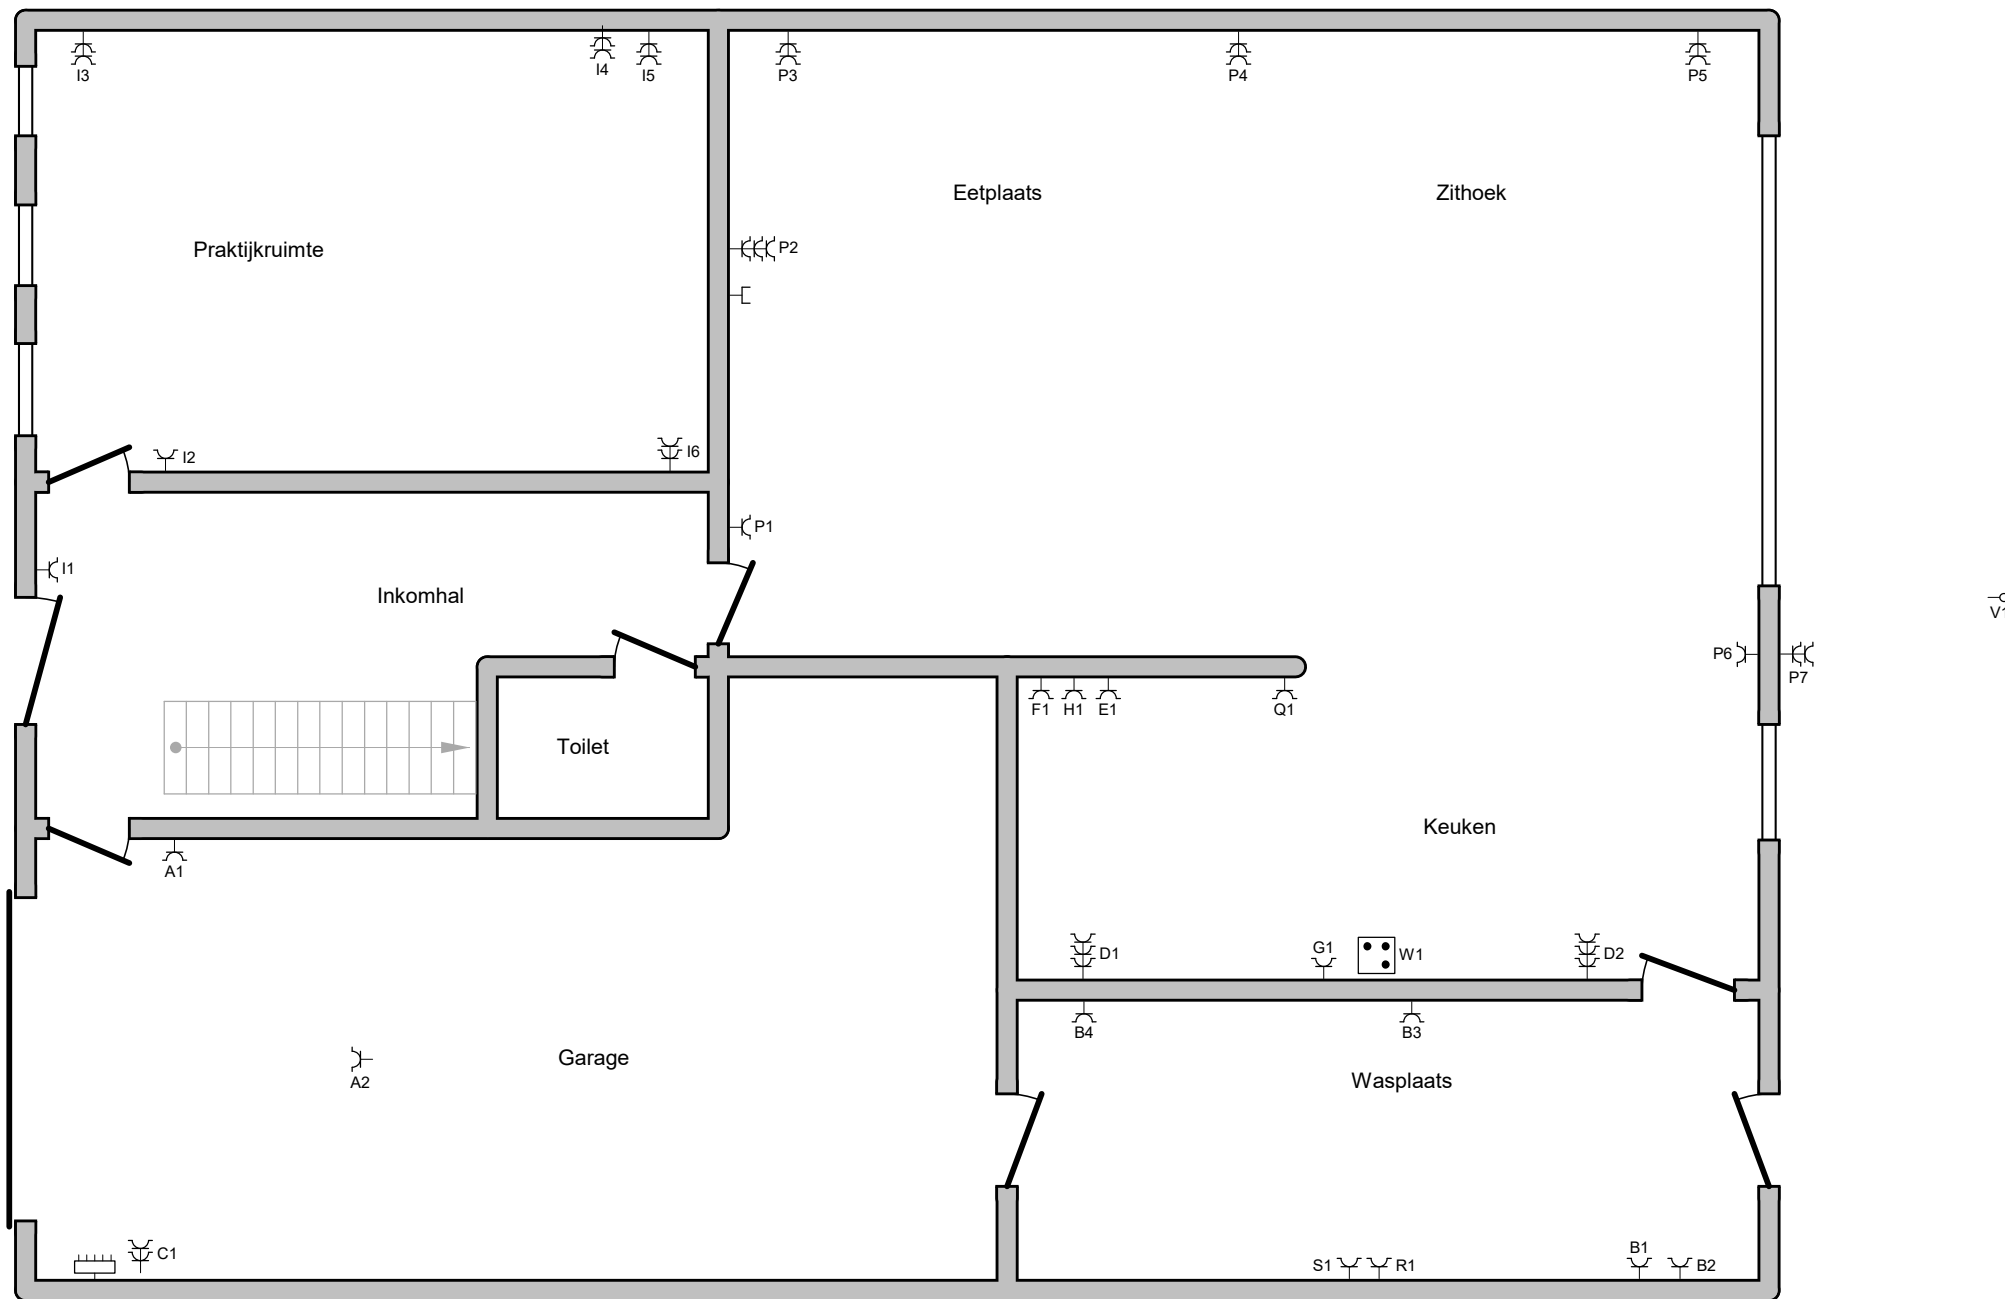 I3
I4
I5
P3
P4
P5
Eetplaats
Zithoek
Praktijkruimte
P2
I2
I6
P1
I1
Inkomhal
V1
P6
P7
F1
H1
E1
Q1
Toilet
Keuken
A1
D1
G1
W1
D2
B4
B3
Garage
A2
Wasplaats
C1
S1
R1
B1
B2